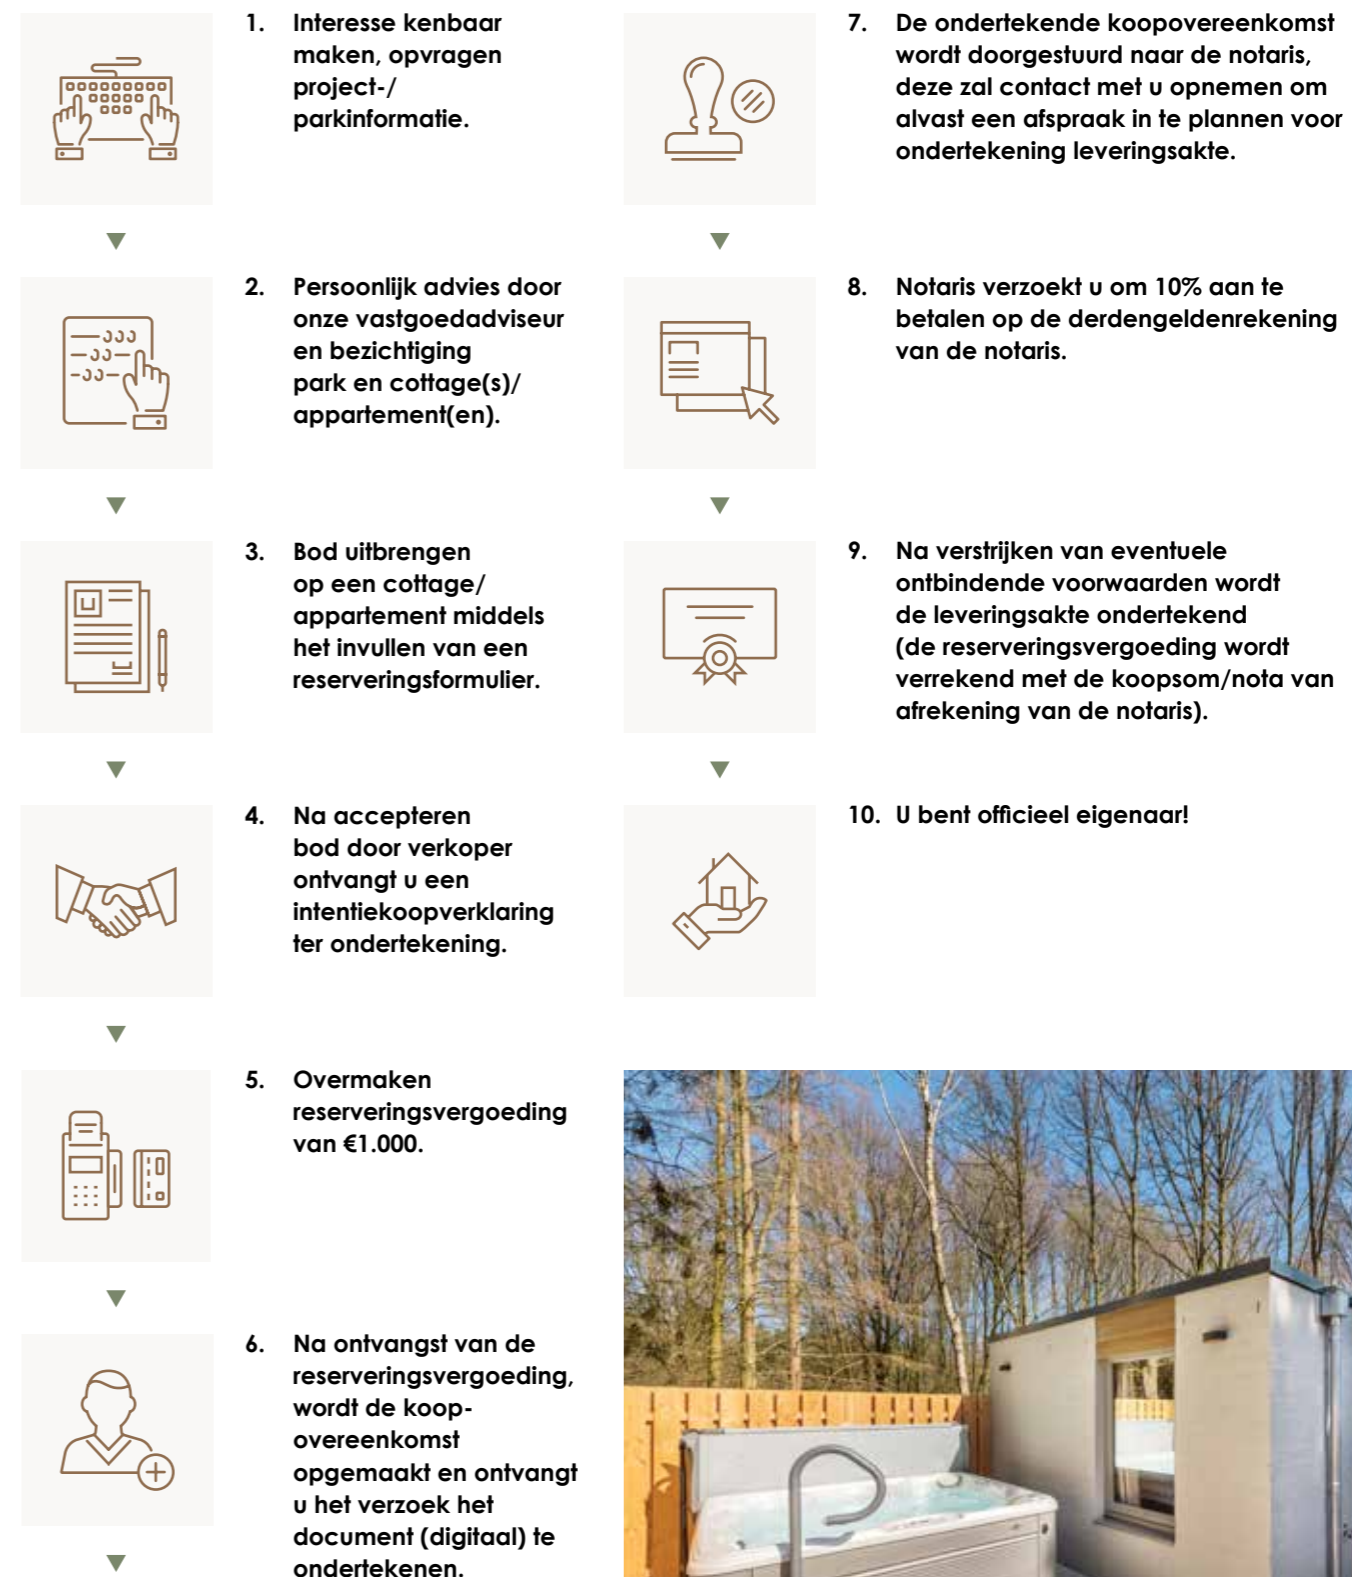 1. Interesse kenbaar
maken, opvragen
project-/
parkinformatie.
2. Persoonlijk advies door
onze vastgoedadviseur
en bezichtiging
park en cottage(s)/
appartement(en).
3. Bod uitbrengen
op een cottage/
appartement middels
het invullen van een
reserveringsformulier.
4. Na accepteren
bod door verkoper
ontvangt u een
intentiekoopverklaring
ter ondertekening.
5. Overmaken
reserveringsvergoeding
van €1.000.
6. Na ontvangst van de
reserveringsvergoeding,
wordt de koop-
overeenkomst
opgemaakt en ontvangt
u het verzoek het
document (digitaal) te
ondertekenen.
7. De ondertekende koopovereenkomst
wordt doorgestuurd naar de notaris,
deze zal contact met u opnemen om
alvast een afspraak in te plannen voor
ondertekening leveringsakte.
8. Notaris verzoekt u om 10% aan te
betalen op de derdengeldenrekening
van de notaris.
9. Na verstrijken van eventuele
ontbindende voorwaarden wordt
de leveringsakte ondertekend
(de reserveringsvergoeding wordt
verrekend met de koopsom/nota van
afrekening van de notaris).
10. U bent officieel eigenaar!